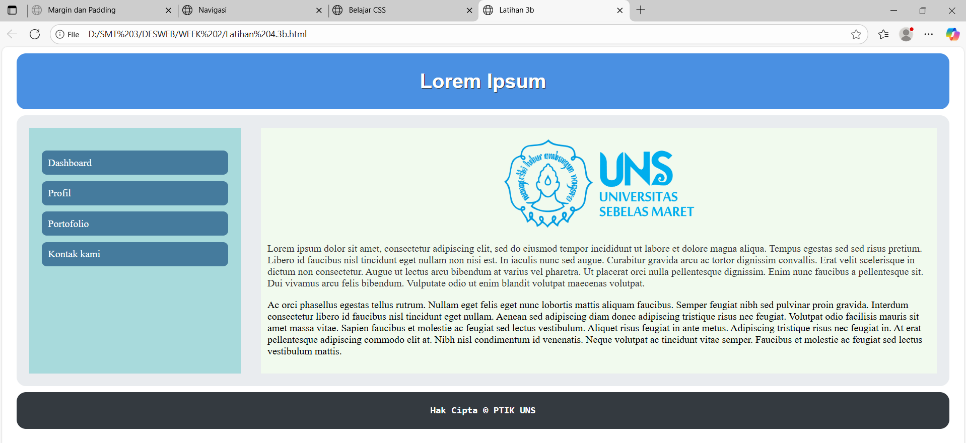 Margin dan Padding
Navigasi
Belajar CSS
Latihan 3b
File D:/SMT%203/DESWEB/WEEK%202/Latihan%204.3b.html
Lorem Ipsum
Dashboard
Profil
Portofolio
Kontak kami
UNS
UNIVERSITAS
SEBELAS MARET
Lorem ipsum dolor sit amet, consectetur adipiscing elit, sed do eiusmod tempor incididunt ut labore et dolore magna aliqua. Tempus egestas sed sed risus pretium.
Libero id faucibus nisl tincidunt eget nullam non nisi est. In iaculis nunc sed augue. Curabitur gravida arcu ac tortor dignissim convallis. Erat velit scelerisque in
dictum non consectetur. Augue ut lectus arcu bibendum at varius vel pharetra. Ut placerat orci nulla pellentesque dignissim. Enim nunc faucibus a pellentesque sit.
Dui vivamus arcu felis bibendum. Vulputate odio ut enim blandit volutpat maecenas volutpat.
Ac orci phasellus egestas tellus rutrum. Nullam eget felis eget nunc lobortis mattis aliquam faucibus. Semper feugiat nibh sed pulvinar proin gravida. Interdum
consectetur libero id faucibus nisl tincidunt eget nullam. Aenean sed adipiscing diam donec adipiscing tristique risus nec feugiat. Volutpat odio facilisis mauris sit
amet massa vitae. Sapien faucibus et molestie ac feugiat sed lectus vestibulum. Aliquet risus feugiat in ante metus. Adipiscing tristique risus nec feugiat in. At erat
pellentesque adipiscing commodo elit at. Nibh nisl condimentum id venenatis. Neque volutpat ac tincidunt vitae semper. Faucibus et molestie ac feugiat sed lectus
vestibulum mattis.
Hak Cipta © PTIK UNS